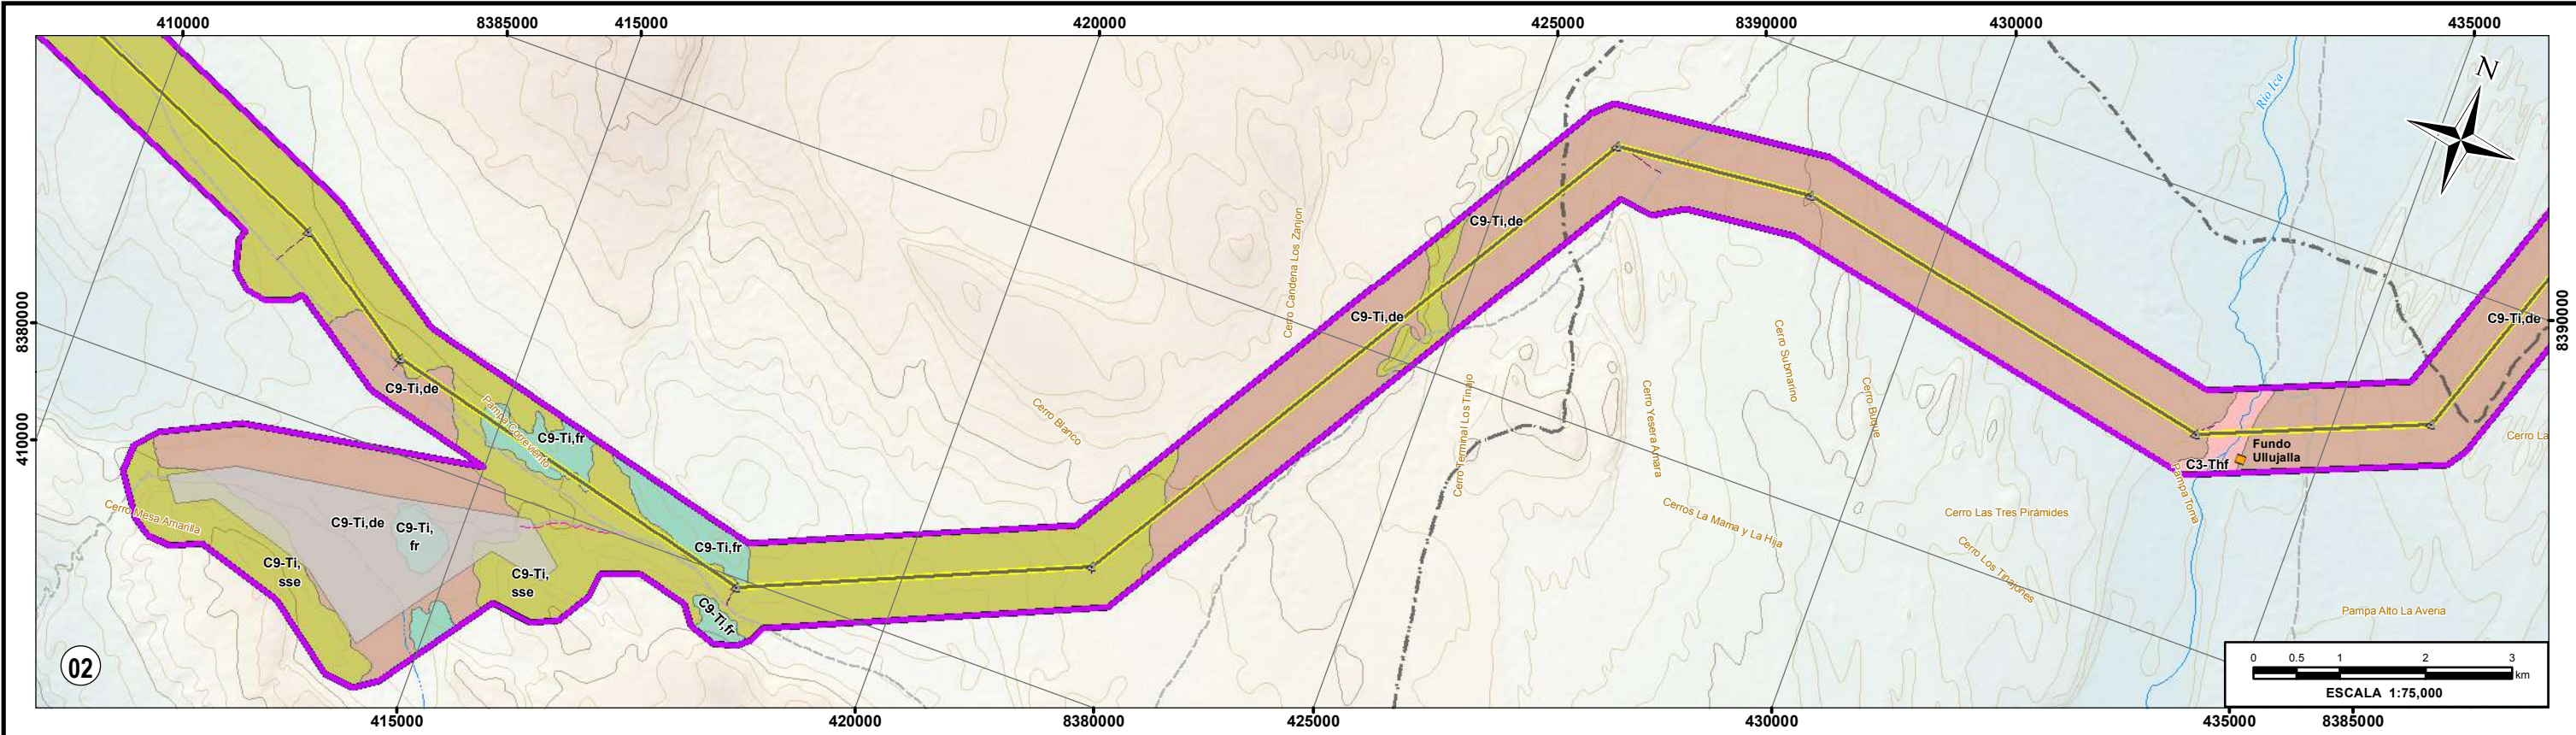 410000
8385000
415000
420000
425000
8390000
430000
435000
Rio Ica
N
Cerro Candena Los Zanjon
C9-Ti,de
8380000
C9-Ti,de
Cerro Submarino
8390000
C9-Ti,de
C9-Ti,de
Pampa Correviento
C9-Ti,fr
Cerro Blanco
Cerro Terminal Los Tinajo
Cerro Yesera Amara
Cerro Buque
410000
Fundo
Ullujalla
Cerro La
C3-Thf
Pampa Toma
Cerro Mesa Amarilla
C9-Ti,de
C9-Ti,
fr
C9-Ti,fr
Cerros La Mama y La Hija
Cerro Las Tres Pirámides
Cerro Los Tinajones
C9-Ti,
sse
C9-Ti,
sse
C9-Ti,fr
Pampa Alto La Averia
02
0 0.5 1 2 3
km
ESCALA 1:75,000
415000
420000
8380000
425000
430000
435000
8385000